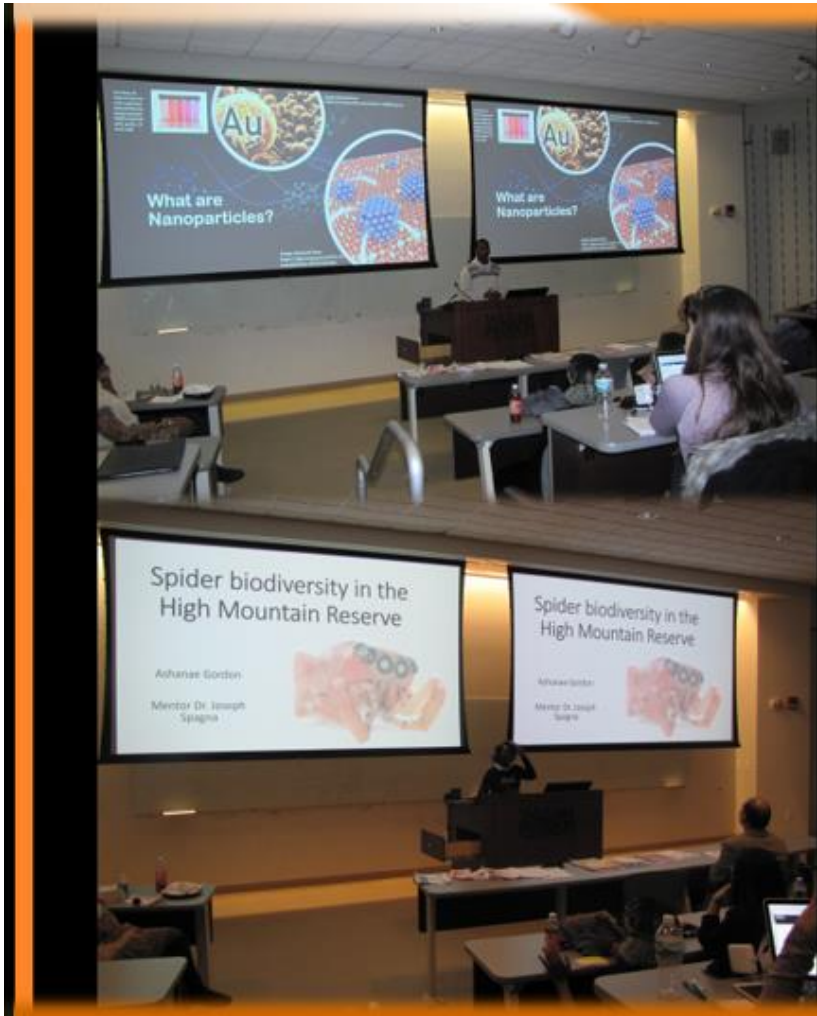 Au
What are
Nanoparticles?
Au
What are
Nanoparticles?
Spider biodiversity in the
High Mountain Reserve
Ashanae Gordon
Mentor Dr. Joseph
Spagna
Spider biodiversity in the
High Mountain Reserve
Ashanae Gordon
Mentor Dr. Joseph
Spagna